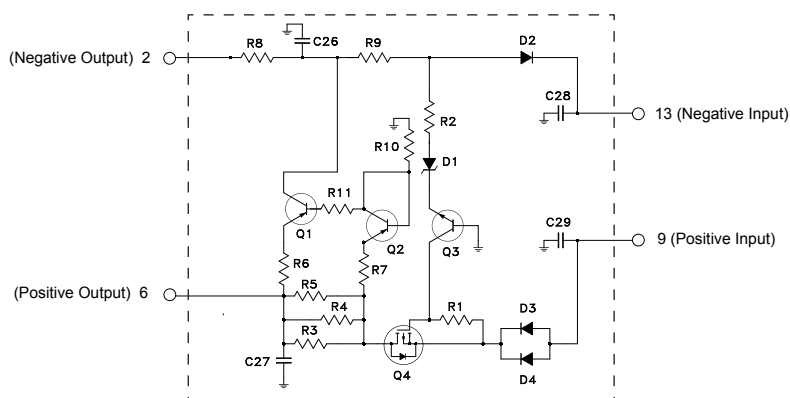 R8
C26
R9
D2
(Negative Output) 2
C28
13 (Negative Input)
R2
R10
D1
R11
Q1
Q2
Q3
C29
9 (Positive Input)
R6
R7
(Positive Output) 6
R5
R4
R1
R3
D3
C27
Q4
D4